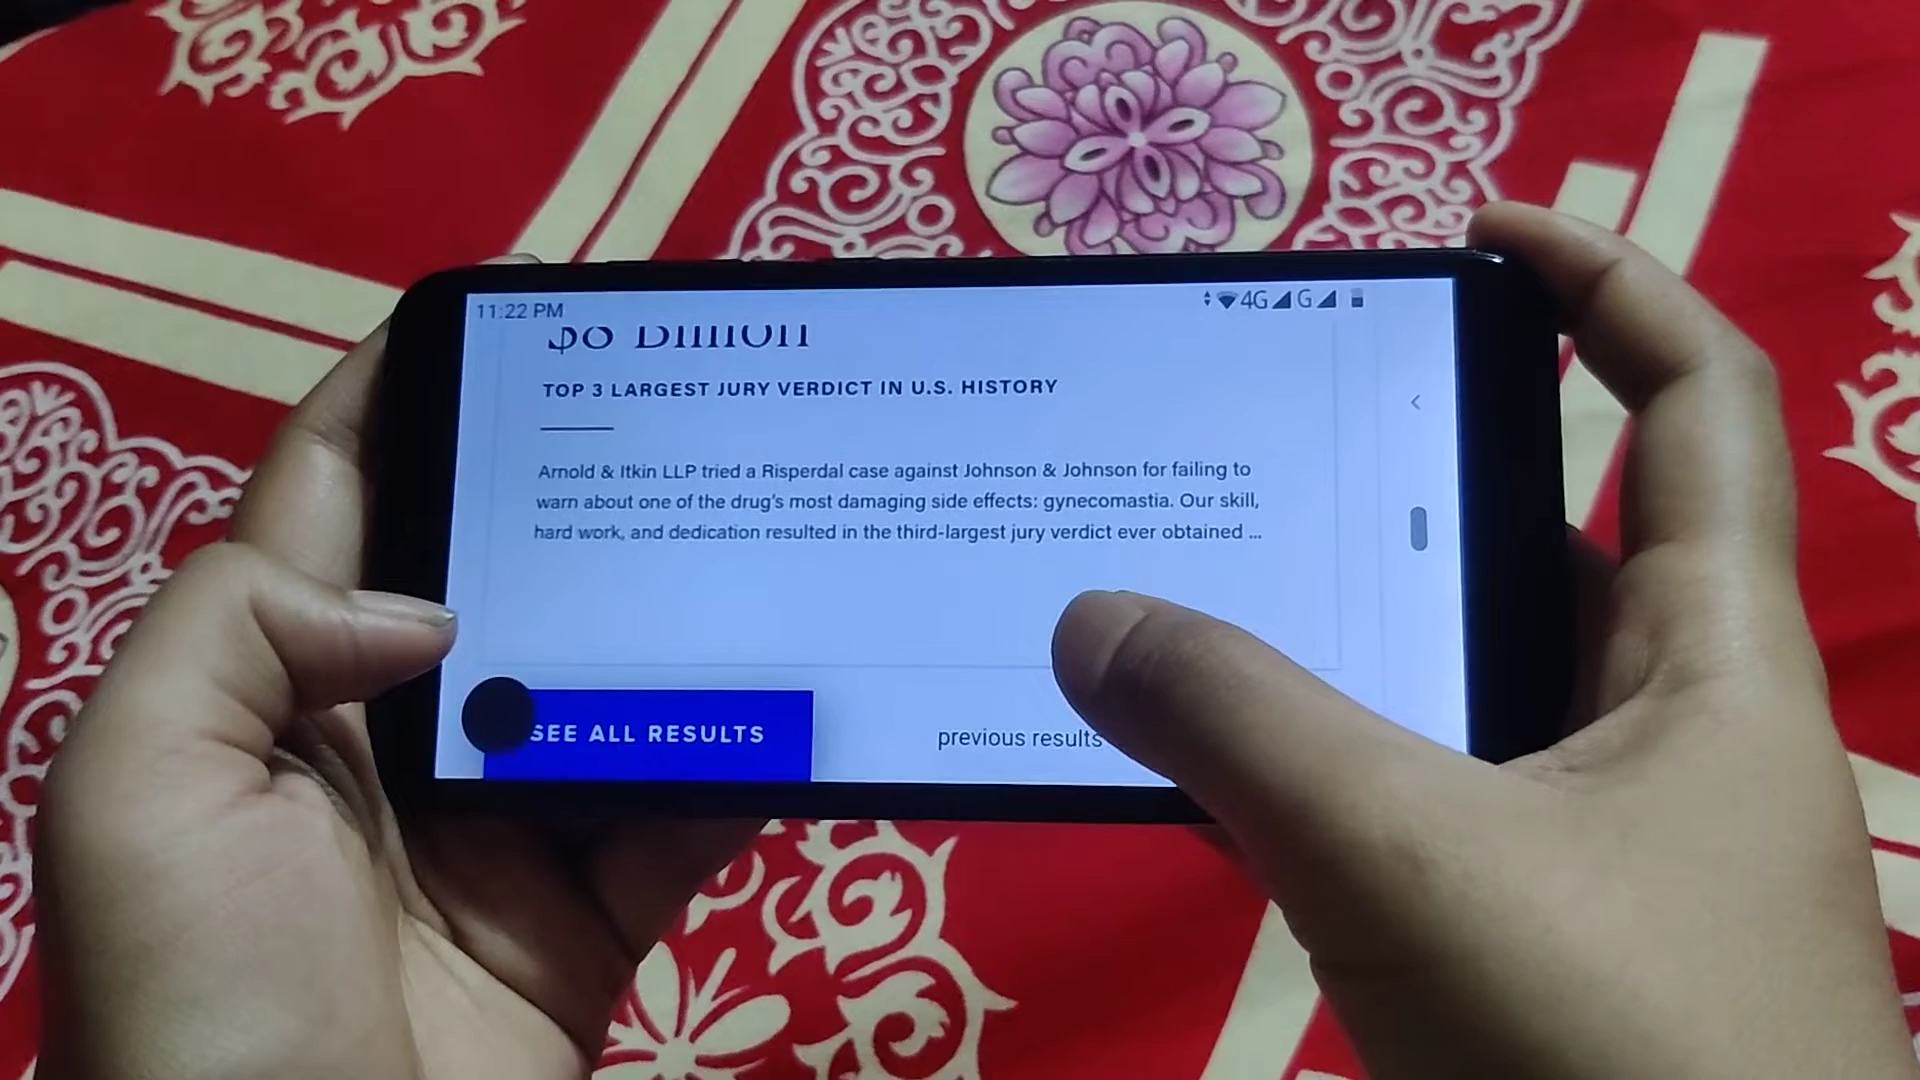 11:22 PM
4G G
Billion
TOP 3 LARGEST JURY VERDICT IN U.S. HISTORY
Arnold & Itkin LLP tried a Risperdal case against Johnson & Johnson for failing to
warn about one of the drug's most damaging side effects: gynecomastia. Our skill,
hard work, and dedication resulted in the third-largest jury verdict ever obtained ...
SEE ALL RESULTS
previous results